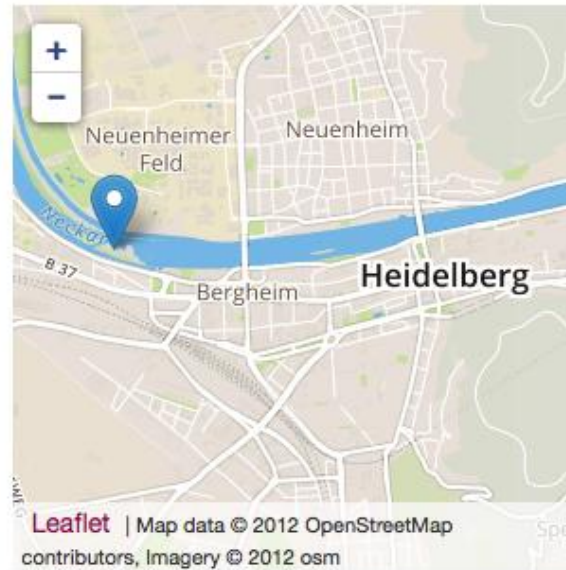 +
−
Neuenheimer
Feld
Neuenheim
Neckar
B 37
Bergheim
Heidelberg
Leaflet | Map data © 2012 OpenStreetMap
contributors, Imagery © 2012 osm